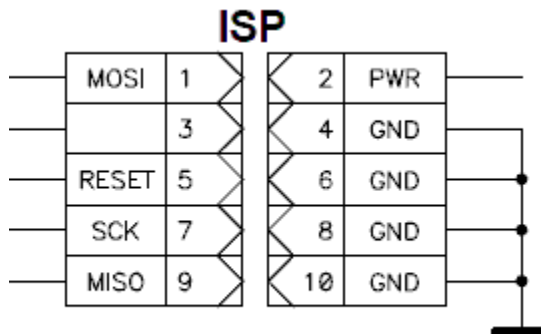 ISP
MOSI 1 2 PWR
3 4 GND
RESET 5 6 GND
SCK 7 8 GND
MISO 9 10 GND